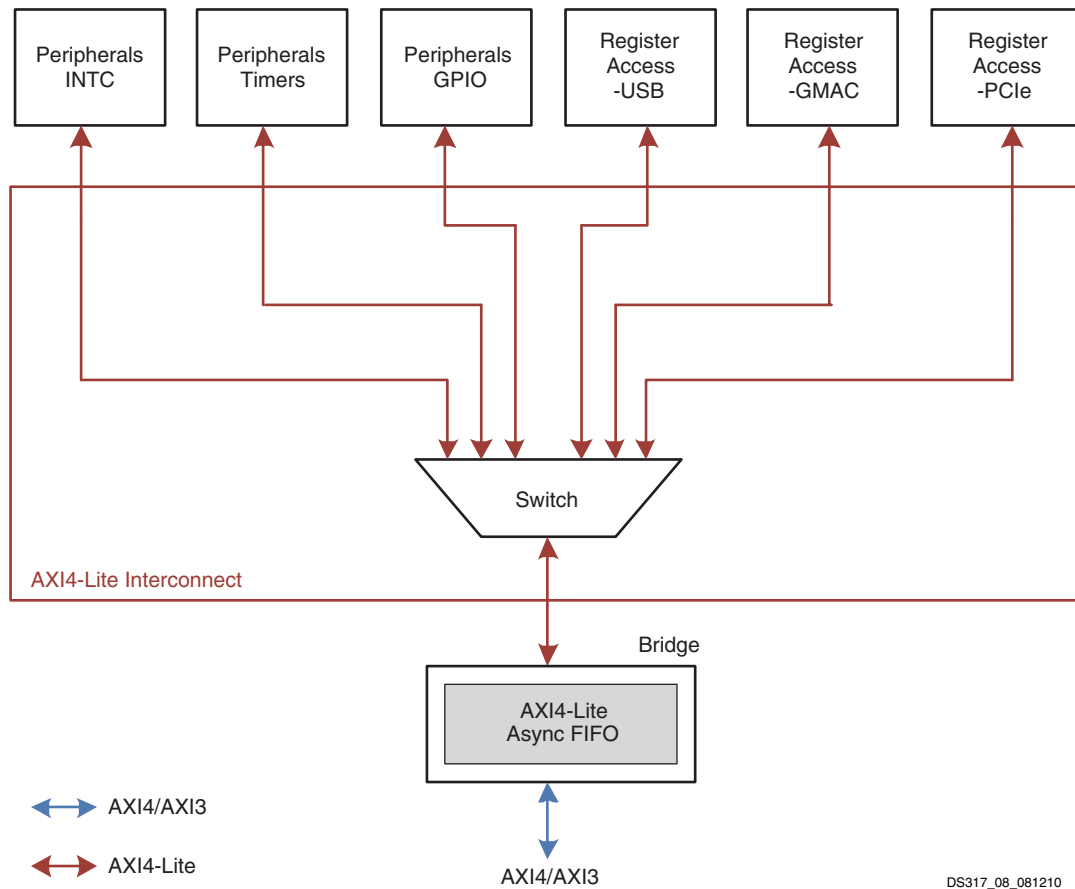 Peripherals
INTC
Peripherals
Timers
Peripherals
GPIO
Register
Access
-USB
Register
Access
-GMAC
Register
Access
-PCIe
Switch
AXI4-Lite Interconnect
Bridge
AXI4-Lite
Async FIFO
AXI4/AXI3
AXI4-Lite
AXI4/AXI3
DS317_08_081210